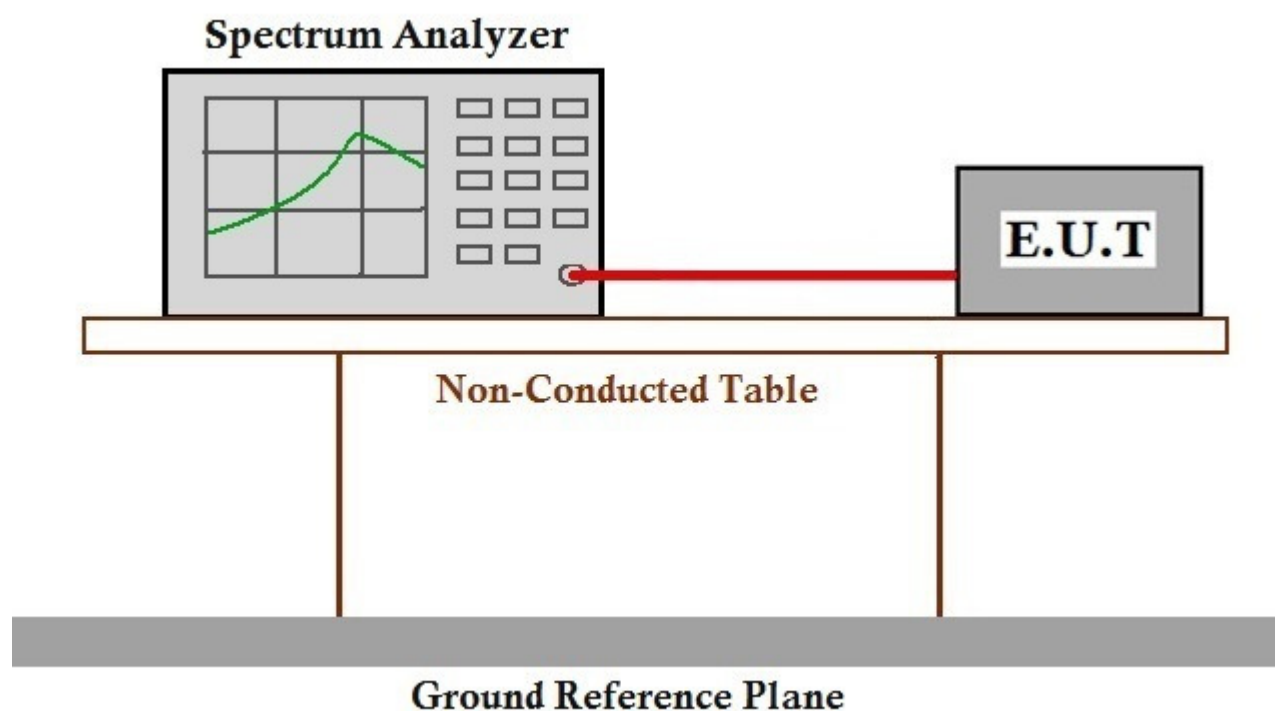 Spectrum Analyzer
E.U.T
Non-Conducted Table
Ground Reference Plane